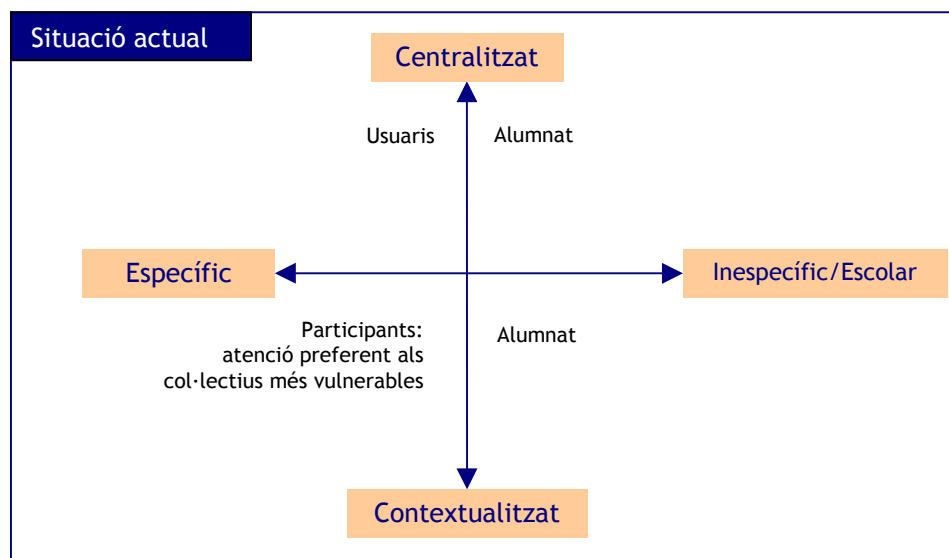 Situació actual
Centralitzat
Usuaris
Alumnat
Específic
Inespecífic/Escolar
Participants:
atenció preferent als
col·lectius més vulnerables
Alumnat
Contextualitzat